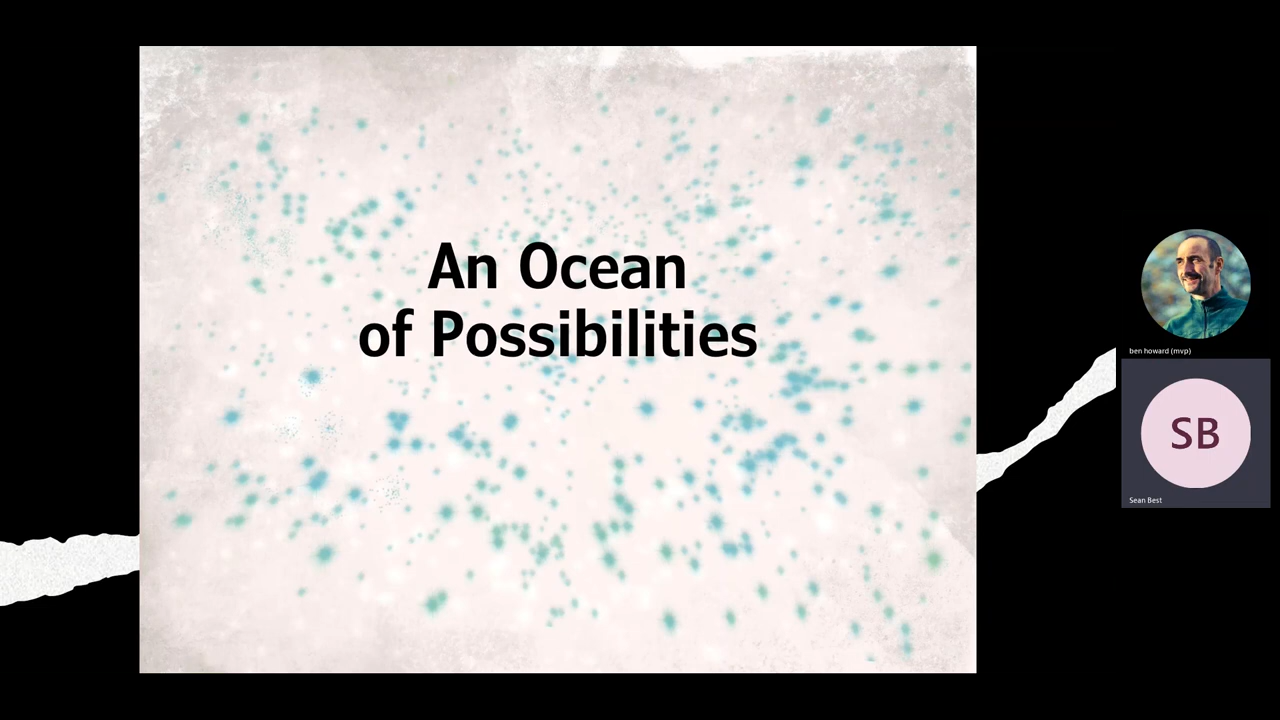 An Ocean
of Possibilities
ben howard (mvp)
SB
Sean Best